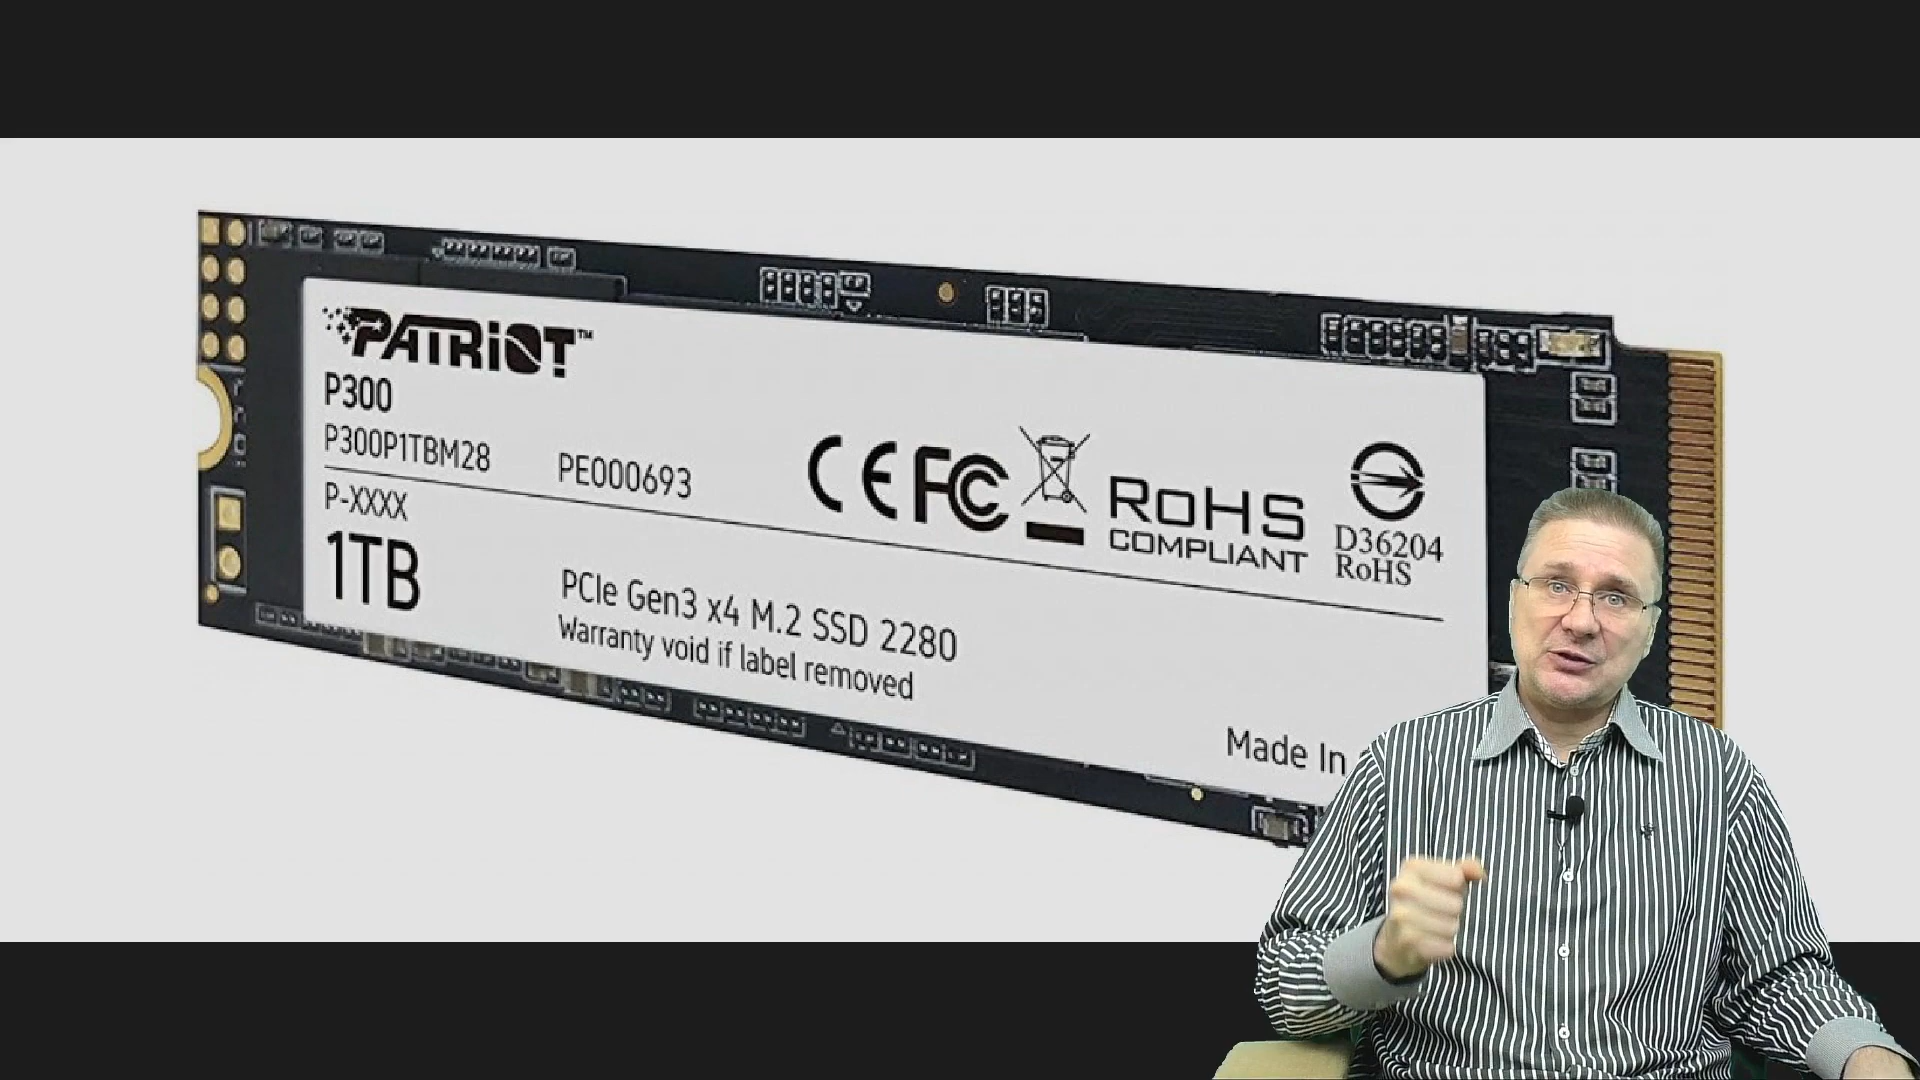 PATRIOT™
P300
P300P1TBM28 PE000693
P-XXXX
1TB
CE FC
RoHS
COMPLIANT
D36204
RoHS
PCIe Gen3 x4 M.2 SSD 2280
Warranty void if label removed
Made In